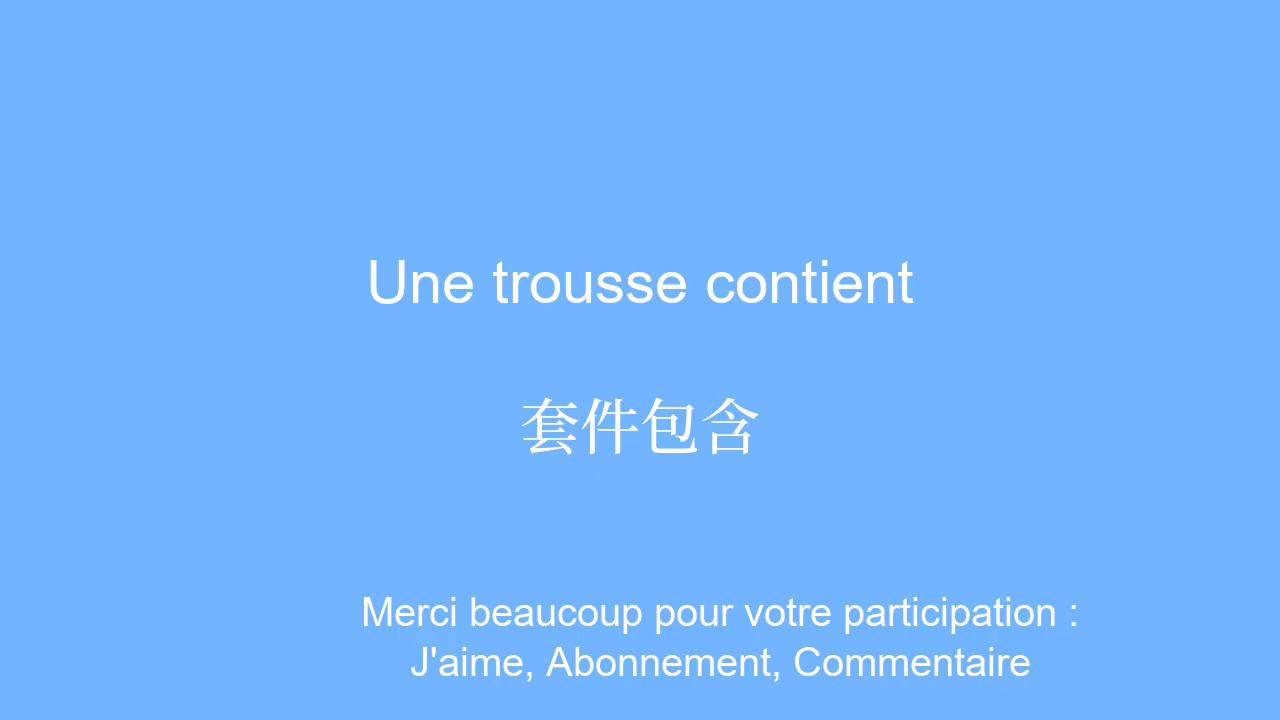 Une trousse contient
套件包含
Merci beaucoup pour votre participation :
J'aime, Abonnement, Commentaire